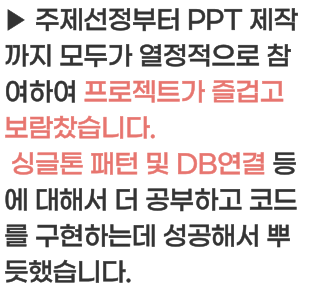 ▶ 주제선정부터 PPT 제작
까지 모두가 열정적으로 참
여하여 프로젝트가 즐겁고
보람찼습니다.
싱글톤 패턴 및 DB연결 등
에 대해서 더 공부하고 코드
를 구현하는데 성공해서 뿌
듯했습니다.